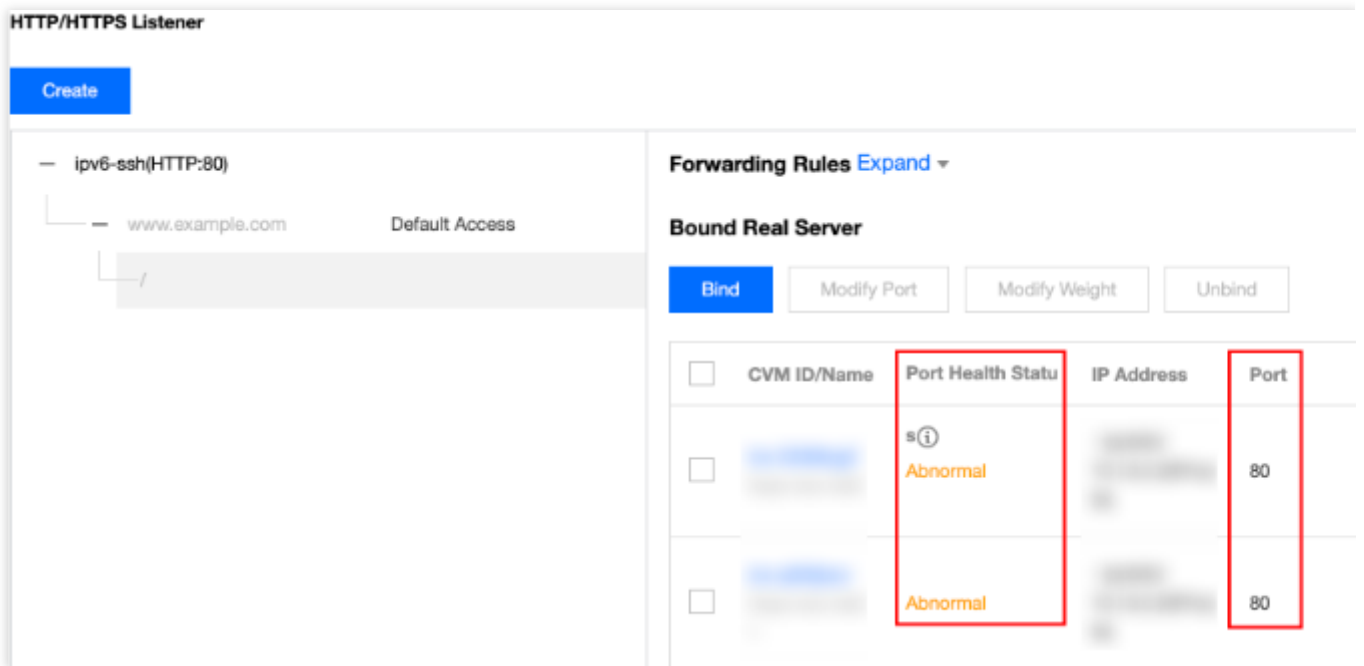 HTTP/HTTPS Listener
Create
— ipv6-ssh(HTTP:80)
— www.example.com Default Access
/
Forwarding Rules Expand
Bound Real Server
Bind Modify Port Modify Weight Unbind
CVM ID/Name Port Health Statu IP Address Port
s
Abnormal 80
Abnormal 80